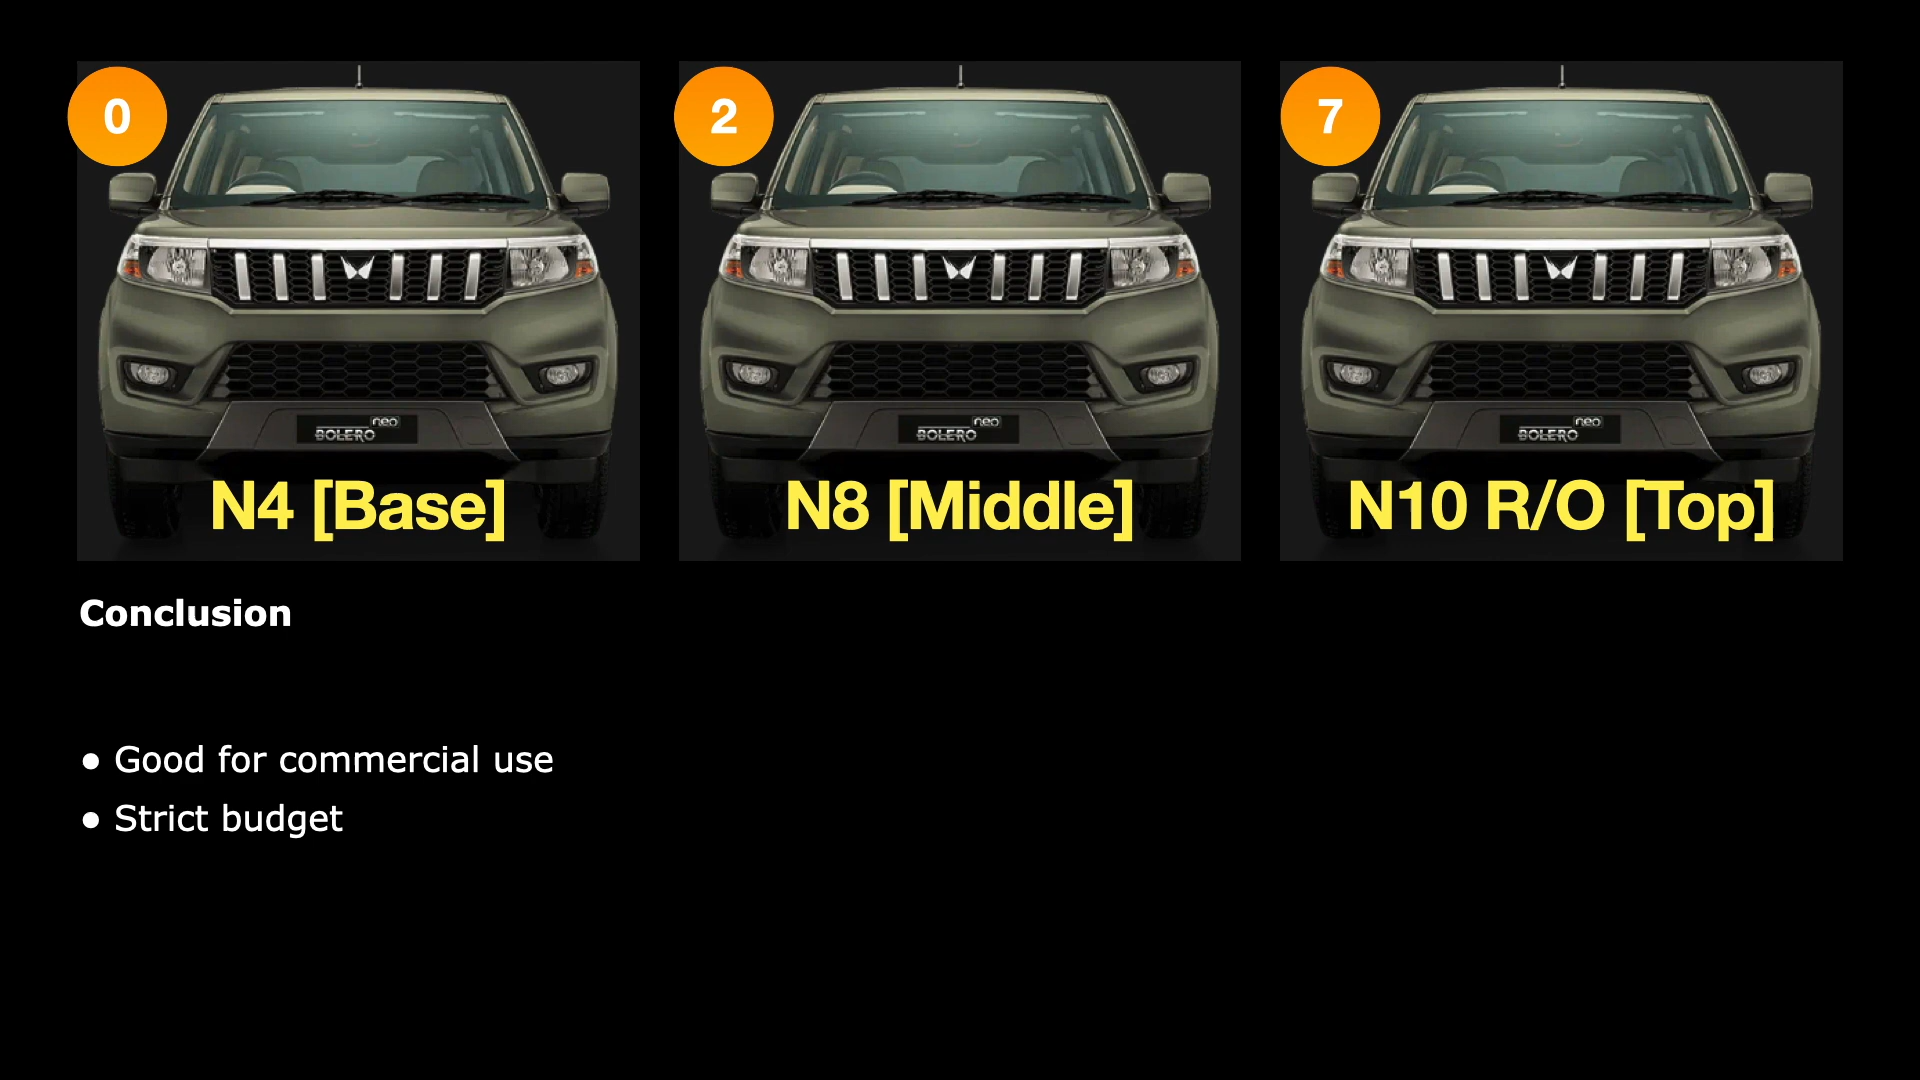 0
2
7
neo
BOLERO
neo
BOLERO
neo
BOLERO
N4 [Base]
N8 [Middle]
N10 R/O [Top]
Conclusion
● Good for commercial use
● Strict budget